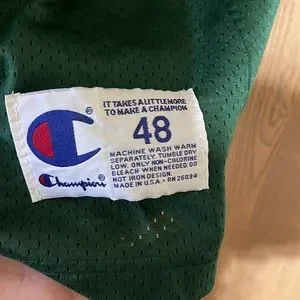 IT TAKES A LITTLE MORE
TO MAKE A CHAMPION.
®
48
MACHINE WASH WARM
SEPARATELY. TUMBLE DRY
LOW. ONLY NON-CHLORINE
BLEACH WHEN NEEDED. DO
NOT IRON DESIGN.
MADE IN U.S.A. • RN 26094
Champion